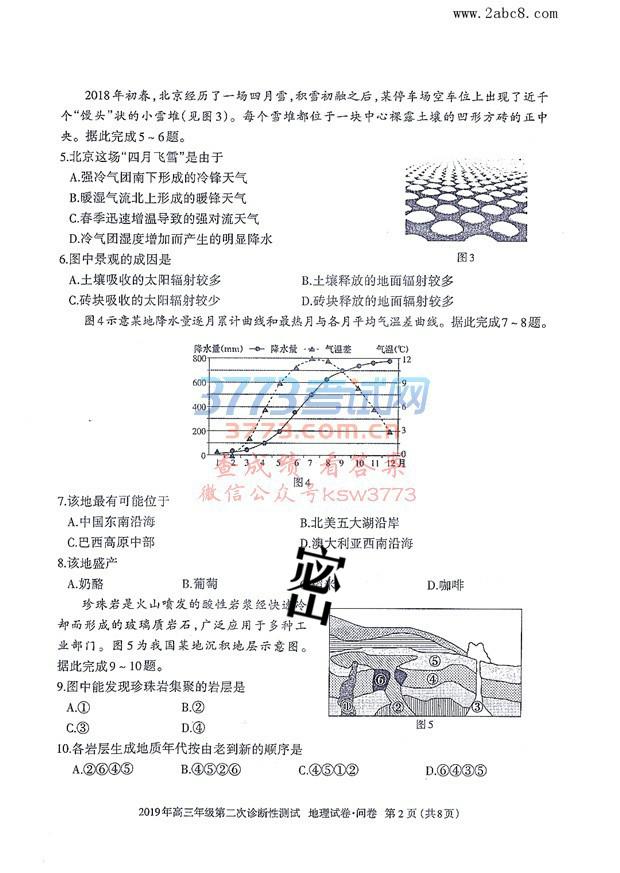 www.2abc8.com
2018年初春,北京经历了一场四月雪,积雪初融之后,某停车场空车位上出现了近千
个“馒头”状的小雪堆(见图3)。每个雪堆都位于一块中心裸露土壤的凹形方砖的正中
央。据此完成5~6题。
5.北京这场“四月飞雪”是由于
A.强冷气团南下形成的冷锋天气
B.暖湿气流北上形成的暖锋天气
C.春季迅速增温导致的强对流天气
D.冷气团湿度增加而产生的明显降水
图3
6.图中景观的成因是
A.土壤吸收的太阳辐射较多 B.土壤释放的地面辐射较多
C.砖块吸收的太阳辐射较少 D.砖块释放的地面辐射较多
图4示意某地降水量逐月累计曲线和最热月与各月平均气温差曲线。据此完成7~8题。
降水量(mm) 降水量 气温差 气温(℃)
800 12
600 9
400 6
200 3
0 0
1 2 3 4 5 6 7 8 9 10 11 12月
3773考试网
3773.com.cn
查成绩 看答案
微信公众号ksw3773
图4
7.该地最有可能位于
A.中国东南沿海 B.北美五大湖沿岸
C.巴西高原中部 D.澳大利亚西南沿海
8.该地盛产
A.奶酪 B.葡萄 D.咖啡
珍珠岩是火山喷发的酸性岩浆经快速冷
却而形成的玻璃质岩石,广泛应用于多种工
业部门。图5为我国某地沉积地层示意图。
据此完成9~10题。
① ② ③ ④ ⑤ ⑥
图5
9.图中能发现珍珠岩集聚的岩层是
A.① B.②
C.③ D.④
10.各岩层生成地质年代按由老到新的顺序是
A.②⑥④⑤ B.④⑤②⑥ C.④⑤①② D.⑥④③⑤
2019年高三年级第二次诊断性测试 地理试卷·问卷 第2页(共8页)